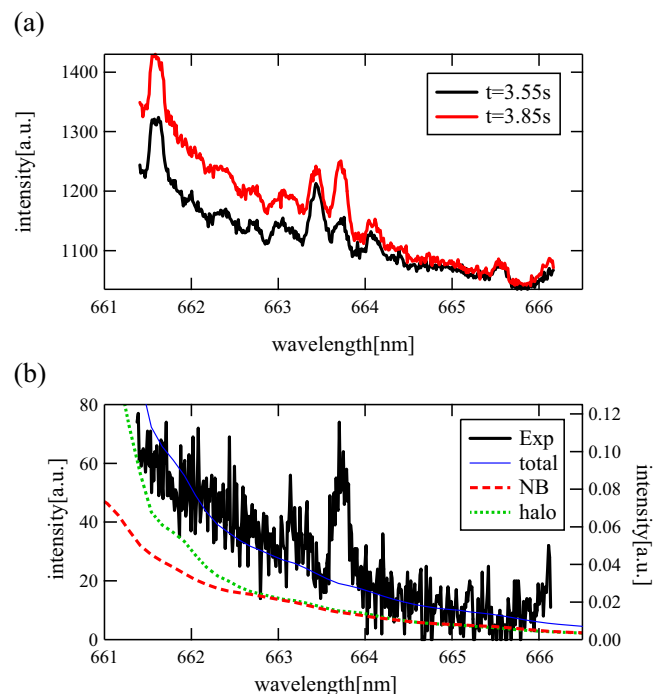 (a)
intensity[a.u.]
1400
1300
1200
1100
t=3.55s
t=3.85s
661 662 663 664 665 666
wavelength[nm]
(b)
intensity[a.u.]
80
60
40
20
0
Exp
total
NB
halo
0.12
0.10
0.08
0.06
0.04
0.02
0.00
intensity[a.u.]
661 662 663 664 665 666
wavelength[nm]